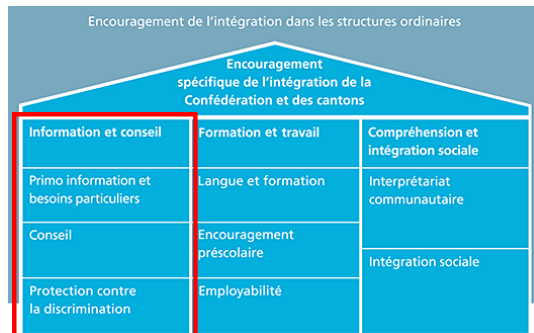 Encouragement de l'intégration dans les structures ordinaires
Encouragement
spécifique de l'intégration de la
Confédération et des cantons
Information et conseil
Primo information et
besoins particuliers
Conseil
Protection contre
la discrimination
Formation et travail
Langue et formation
Encouragement
préscolaire
Employabilité
Compréhension et
intégration sociale
Interprétariat
communautaire
Intégration sociale